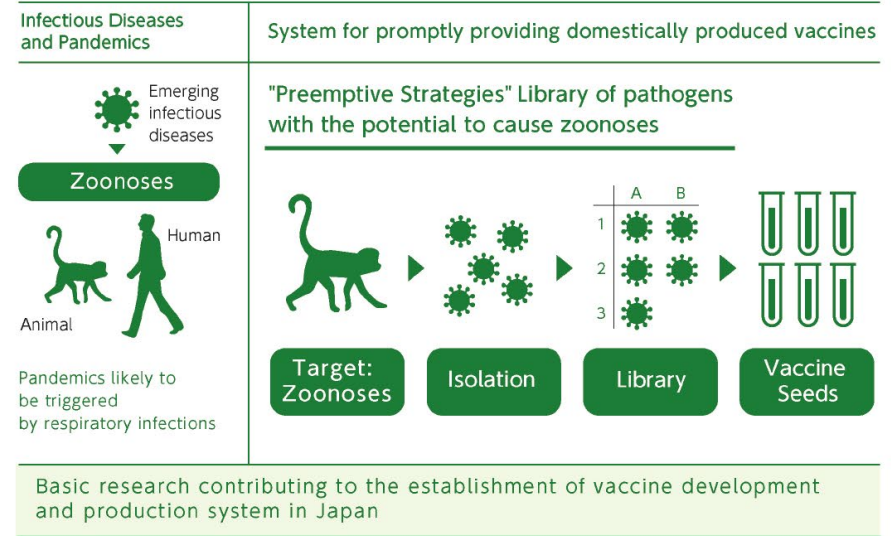 Infectious Diseases
and Pandemics
System for promptly providing domestically produced vaccines
Emerging
infectious
diseases
Zoonoses
Human
Animal
Pandemics likely to
be triggered
by respiratory infections
"Preemptive Strategies" Library of pathogens
with the potential to cause zoonoses
A B
1
2
3
Target:
Zoonoses
Isolation
Library
Vaccine
Seeds
Basic research contributing to the establishment of vaccine development
and production system in Japan